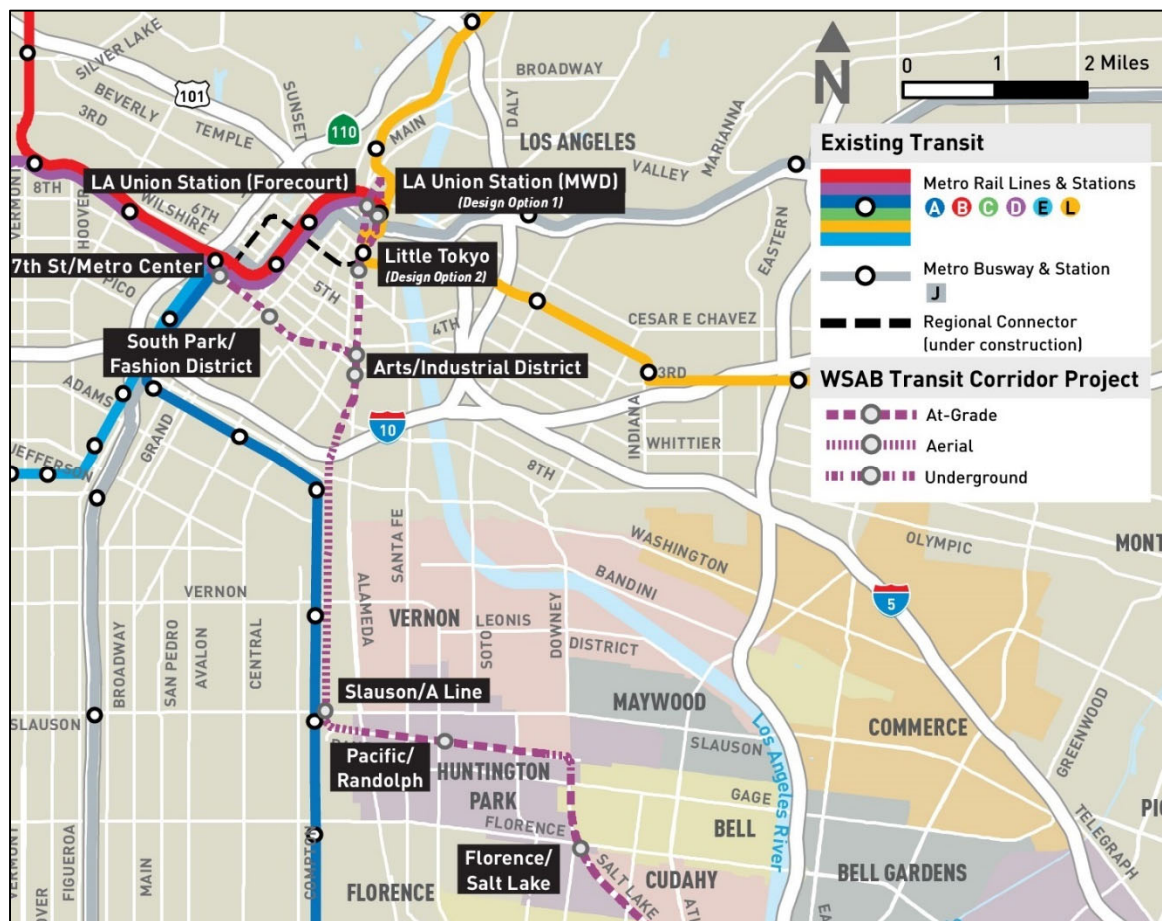 SILVER LAKE
BEVERLY
3RD
101
TEMPLE
SUNSET
110
MAIN
BROADWAY
DALY
LOS ANGELES
VALLEY
MARIANNA
N
0 1 2 Miles
Existing Transit
Metro Rail Lines & Stations
A B C D E L
Metro Busway & Station
J
Regional Connector
(under construction)
WSAB Transit Corridor Project
At-Grade
Aerial
Underground
VERMONT
8TH
HOOVER
WILSHIRE
6TH
LA Union Station (Forecourt)
LA Union Station (MWD)
(Design Option 1)
EASTERN
7th St/Metro Center
PICO
5TH
Little Tokyo
(Design Option 2)
4TH
CESAR E CHAVEZ
South Park/
Fashion District
Arts/Industrial District
3RD
ADAMS
GRAND
JEFFERSON
10
INDIANA
WHITTIER
8TH
WASHINGTON
OLYMPIC
MONT
SANTA FE
ALAMEDA
BANDINI
5
VERNON
VERNON
SOTO
LEONIS
DOWNEY
DISTRICT
BROADWAY
SAN PEDRO
AVALON
CENTRAL
Slauson/A Line
MAYWOOD
COMMERCE
GREENWOOD
SLAUSON
SLAUSON
Los Angeles River
Pacific/
Randolph
HUNTINGTON
PARK
GAGE
FLORENCE
BELL
TELEGRAPH
PIC
VERMONT
OVER
FIGUEROA
MAIN
COMPTON
FLORENCE
Florence/
Salt Lake
SALT LAKE
CUDAHY
BELL GARDENS